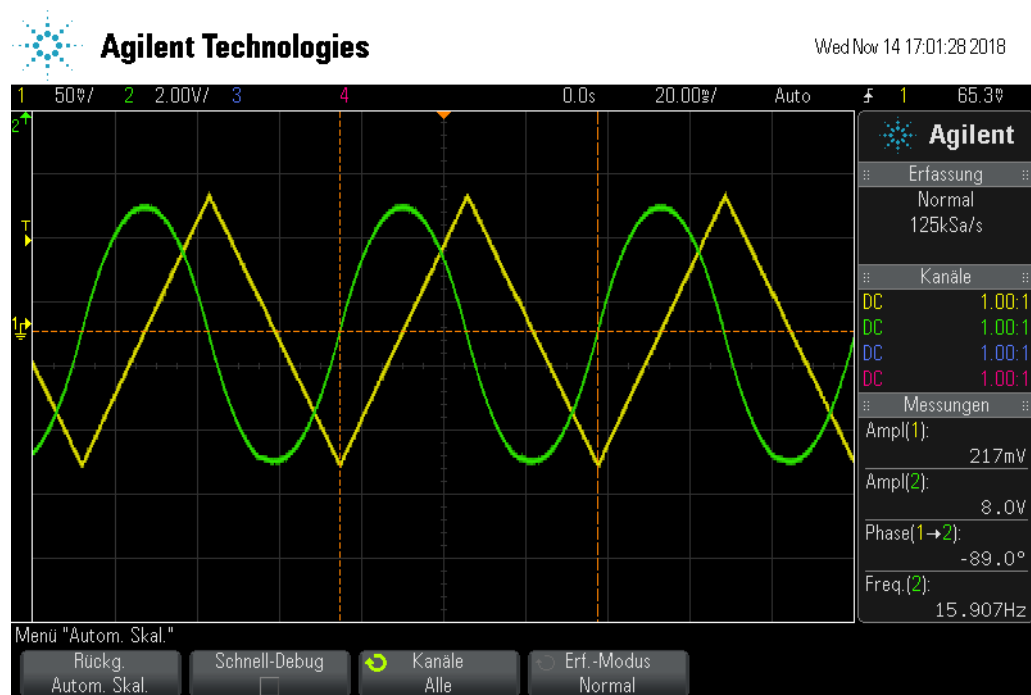 Agilent Technologies
Wed Nov 14 17:01:28 2018
1 50mV/ 2 2.00V/ 3 4 0.0s 20.00ms/ Auto 1 65.3mV
2
T
1
Agilent
Erfassung
Normal
125kSa/s
Kanäle
DC 1.00:1
DC 1.00:1
DC 1.00:1
DC 1.00:1
Messungen
Ampl(1):
217mV
Ampl(2):
8.0V
Phase(1→2):
-89.0°
Freq.(2):
15.907Hz
Menü "Autom. Skal."
Rückg.
Autom. Skal.
Schnell-Debug
Kanäle
Alle
Erf.-Modus
Normal